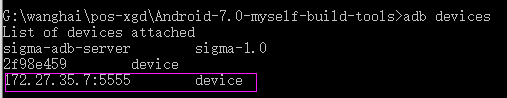 G:\wanghai\pos-xgd\Android-7.0-myself-build-tools>adb devices
List of devices attached
sigma-adb-server        sigma-1.0
2f98e459        device
172.27.35.7:5555        device